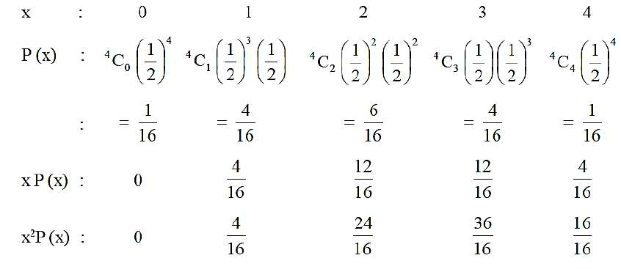 x : 0 1 2 3 4
P (x) : ⁴C₀ (1/2)⁴ ⁴C₁ (1/2)³ (1/2) ⁴C₂ (1/2)² (1/2)² ⁴C₃ (1/2) (1/2)³ ⁴C₄ (1/2)⁴
: = 1/16 = 4/16 = 6/16 = 4/16 = 1/16
x P (x) : 0 4/16 12/16 12/16 4/16
x²P (x) : 0 4/16 24/16 36/16 16/16